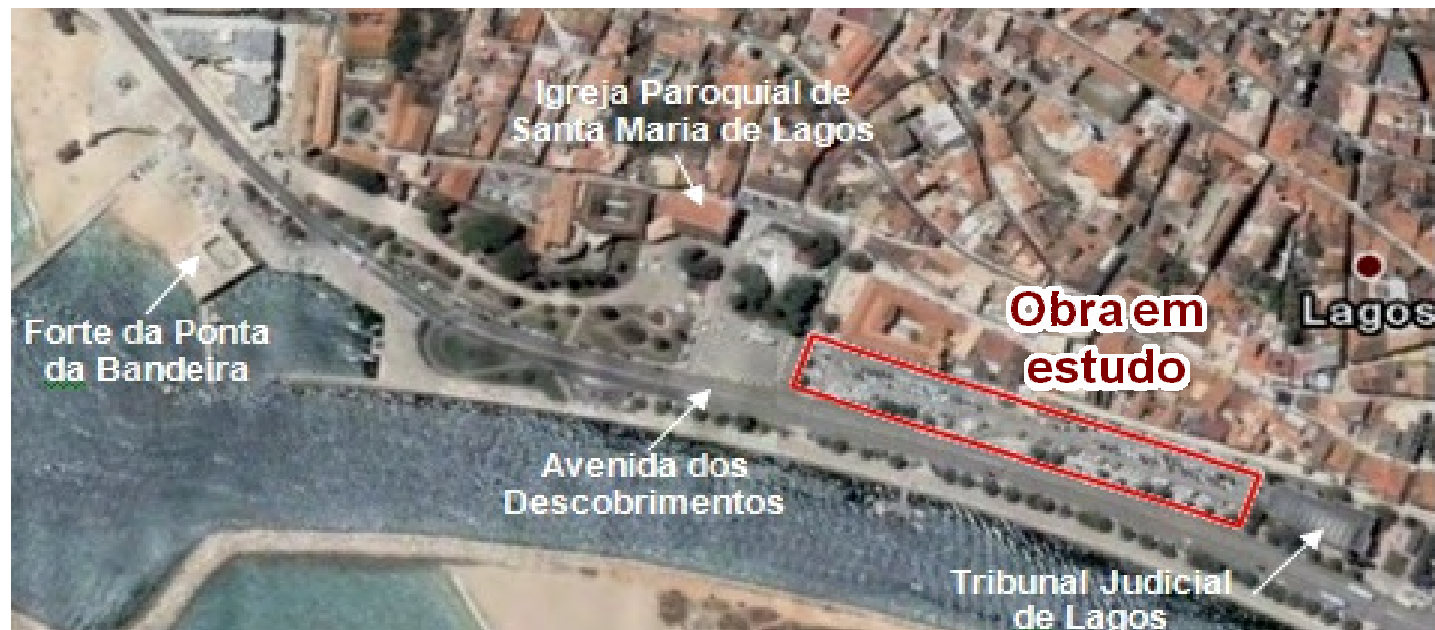 Igreja Paroquial de
Santa Maria de Lagos
Obra em
estudo
Lagos
Forte da Ponta
da Bandeira
Avenida dos
Descobrimentos
Tribunal Judicial
de Lagos